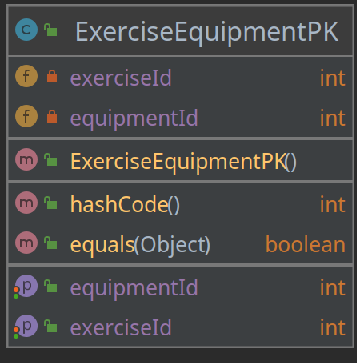 C ExerciseEquipmentPK
f exerciseId int
f equipmentId int
m ExerciseEquipmentPK()
m hashCode() int
m equals(Object) boolean
p equipmentId int
p exerciseId int